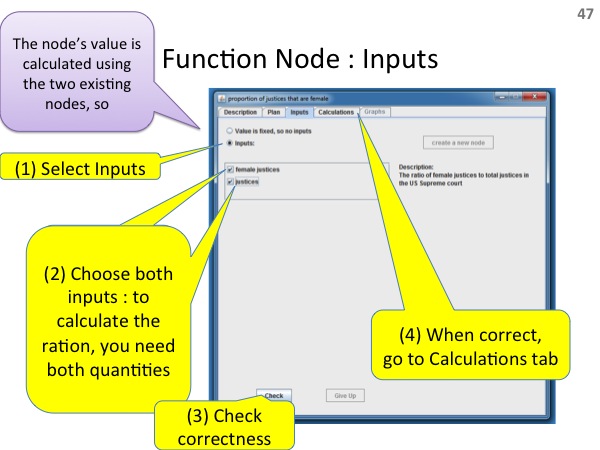 47
The node's value is
calculated using
the two existing
nodes, so
Function Node : Inputs
proportion of justices that are female
Description Plan Inputs Calculations Graphs
Value is fixed, so no inputs
Inputs:
create a new node
female justices
justices
Description:
The ratio of female justices to total justices in
the US Supreme court
(1) Select Inputs
(2) Choose both
inputs : to
calculate the
ration, you need
both quantities
(4) When correct,
go to Calculations tab
Check
Give Up
(3) Check
correctness